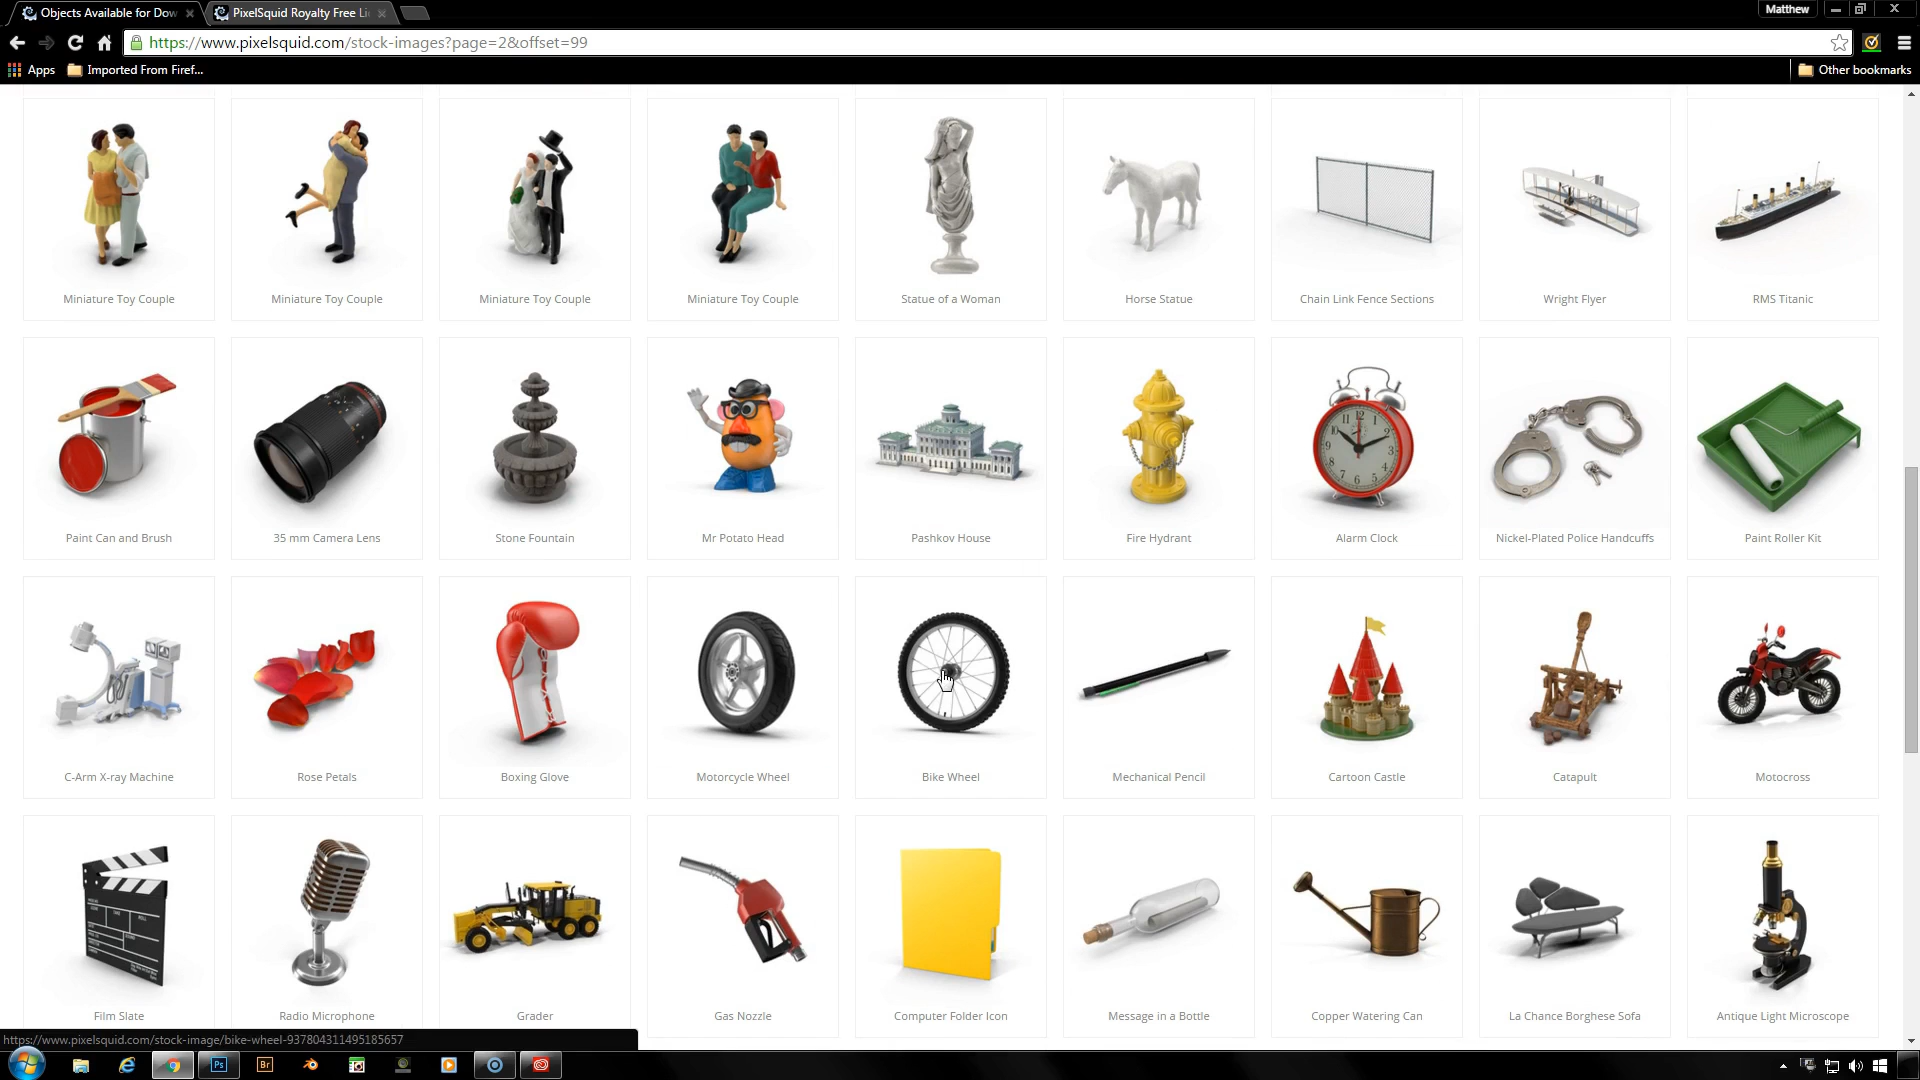 Objects Available for Dow
PixelSquid Royalty Free Li
Matthew
https://www.pixelsquid.com/stock-images?page=2&offset=99
Apps
Imported From Firef...
Other bookmarks
Miniature Toy Couple
Miniature Toy Couple
Miniature Toy Couple
Miniature Toy Couple
Statue of a Woman
Horse Statue
Chain Link Fence Sections
Wright Flyer
RMS Titanic
Paint Can and Brush
35 mm Camera Lens
Stone Fountain
Mr Potato Head
Pashkov House
Fire Hydrant
Alarm Clock
Nickel-Plated Police Handcuffs
Paint Roller Kit
C-Arm X-ray Machine
Rose Petals
Boxing Glove
Motorcycle Wheel
Bike Wheel
Mechanical Pencil
Cartoon Castle
Catapult
Motocross
Film Slate
Radio Microphone
Grader
Gas Nozzle
Computer Folder Icon
Message in a Bottle
Copper Watering Can
La Chance Borghese Sofa
Antique Light Microscope
https://www.pixelsquid.com/stock-image/bike-wheel-937804311495185657
Ps
Br